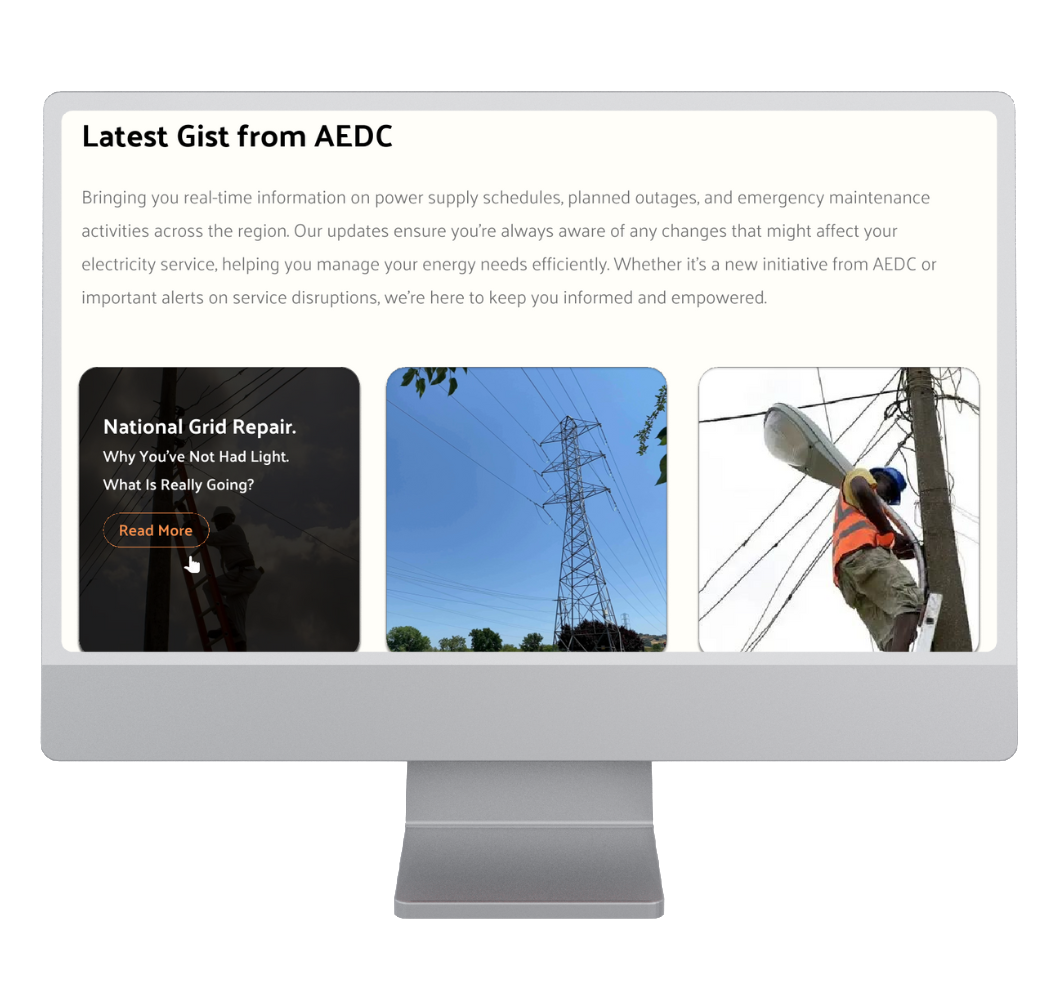 Latest Gist from AEDC
Bringing you real-time information on power supply schedules, planned outages, and emergency maintenance
activities across the region. Our updates ensure you're always aware of any changes that might affect your
electricity service, helping you manage your energy needs efficiently. Whether it's a new initiative from AEDC or
important alerts on service disruptions, we're here to keep you informed and empowered.
National Grid Repair.
Why You've Not Had Light.
What Is Really Going?
Read More